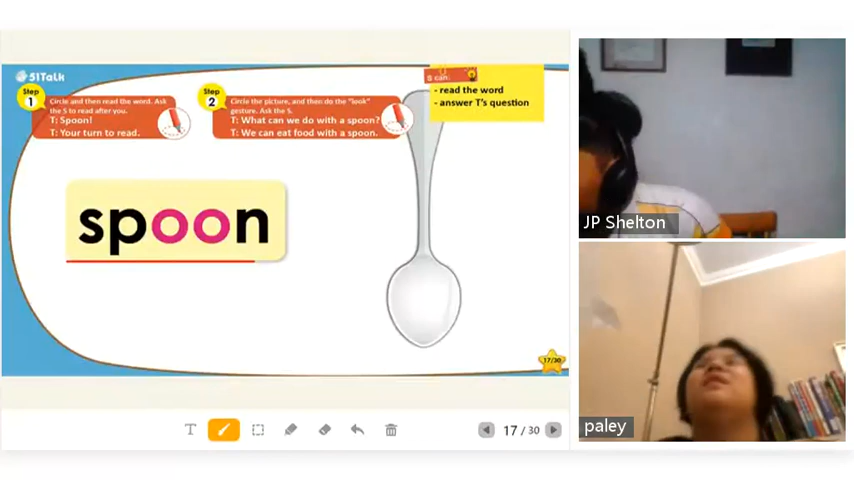 51Talk
Step
1
Circle and then read the word. Ask
the S to read after you.
T: Spoon!
T: Your turn to read.
Step
2
Circle the picture, and then do the "look"
gesture. Ask the S.
T: What can we do with a spoon?
T: We can eat food with a spoon.
can:
- read the word
- answer T's question
spoon
17/30
T
17 / 30
JP Shelton
paley